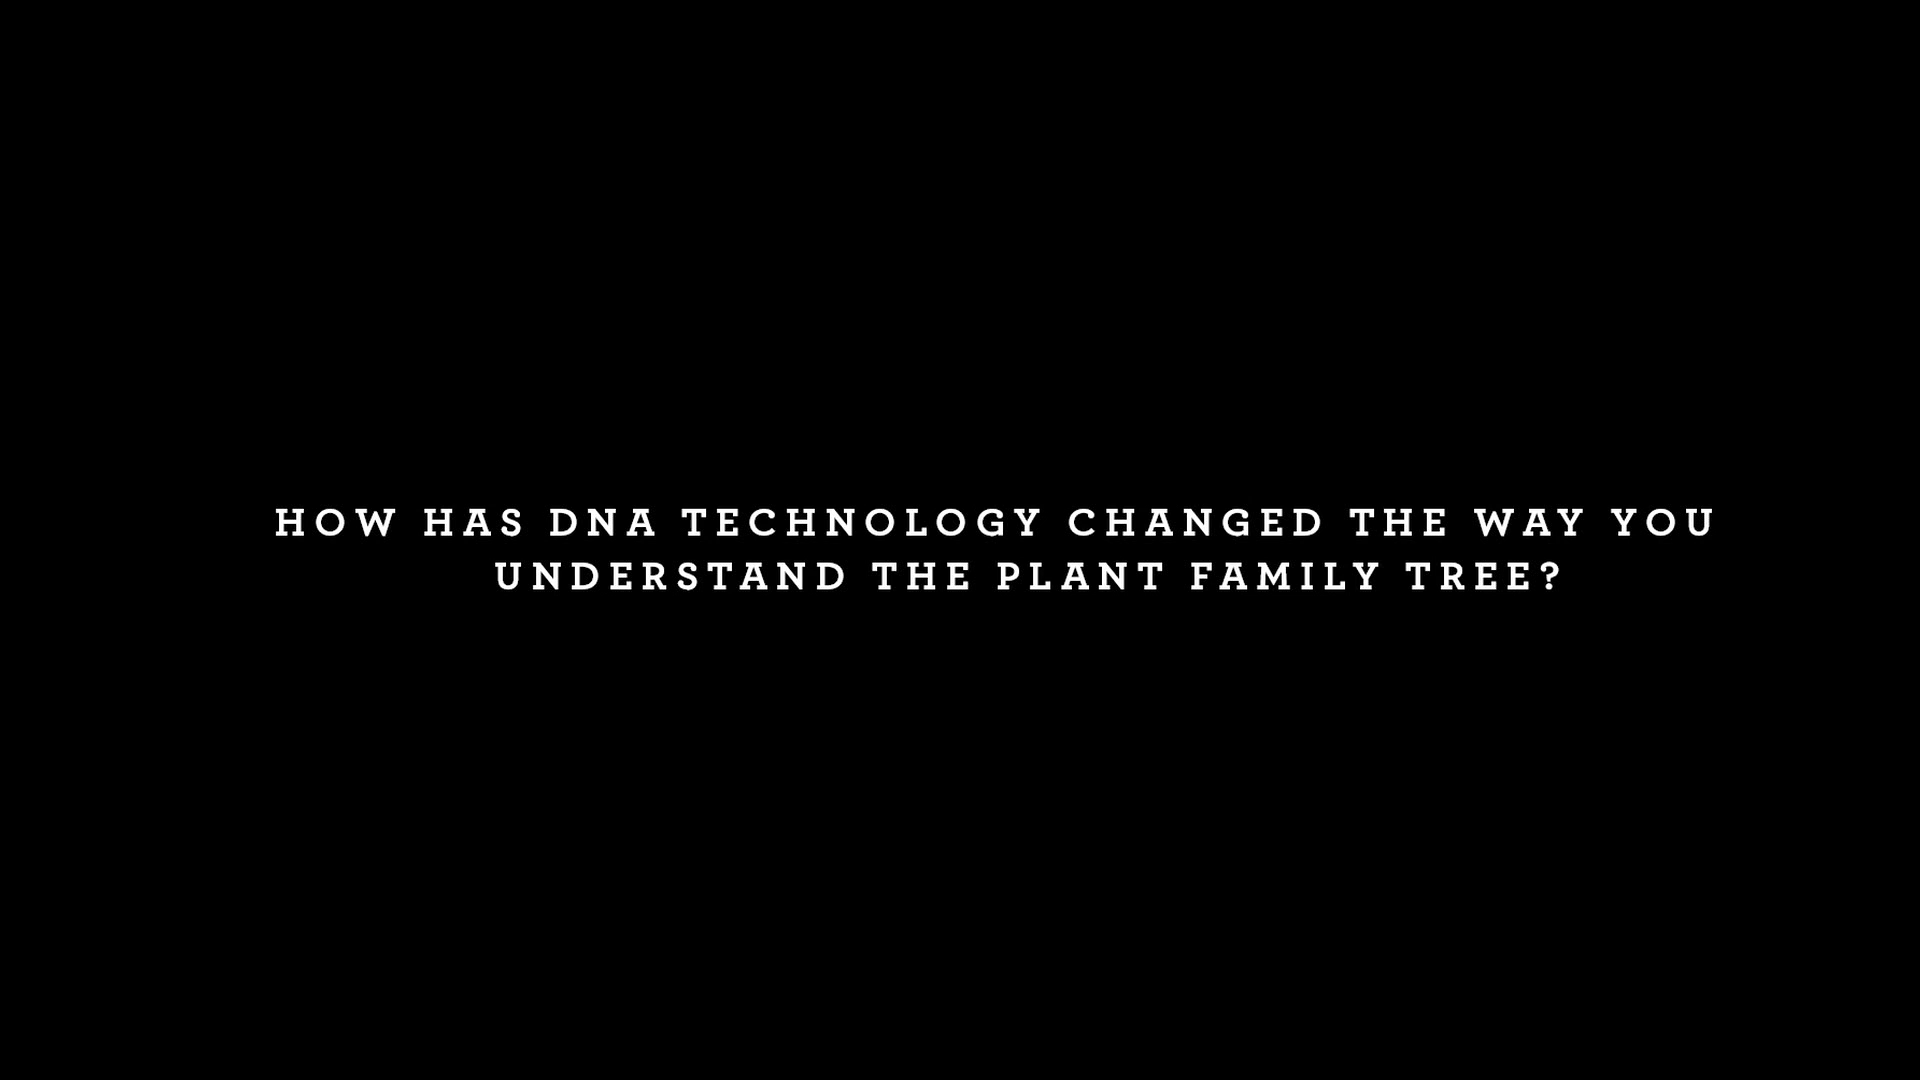 HOW HAS DNA TECHNOLOGY CHANGED THE WAY YOU
UNDERSTAND THE PLANT FAMILY TREE?